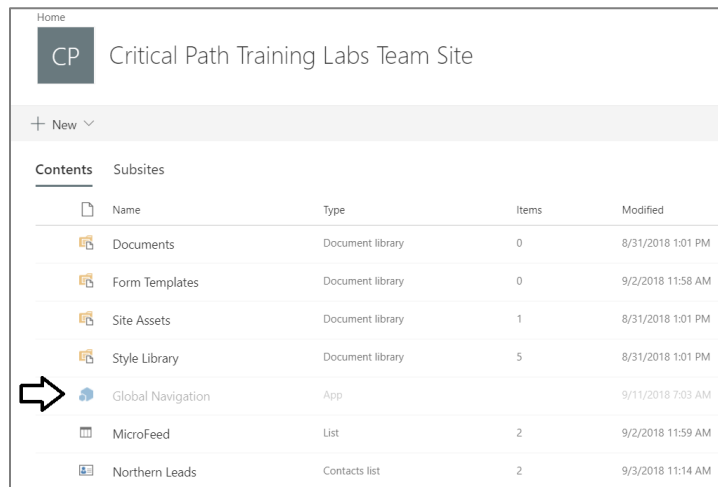 Home
CP Critical Path Training Labs Team Site
+ New
Contents Subsites
Name Type Items Modified
Documents Document library 0 8/31/2018 1:01 PM
Form Templates Document library 0 9/2/2018 11:58 AM
Site Assets Document library 1 8/31/2018 1:01 PM
Style Library Document library 5 8/31/2018 1:01 PM
Global Navigation App 9/11/2018 7:03 AM
MicroFeed List 2 9/2/2018 11:59 AM
Northern Leads Contacts list 2 9/3/2018 11:14 AM